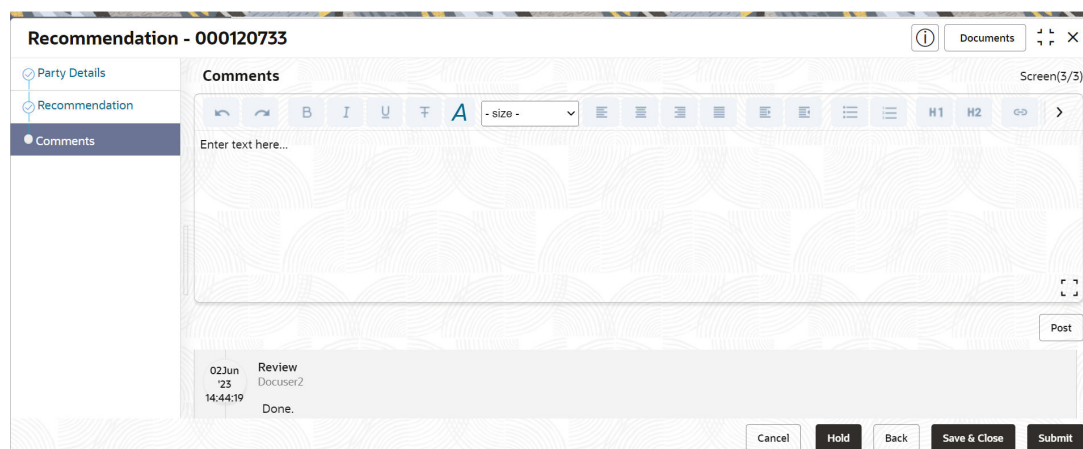 Recommendation - 000120733
Documents
Party Details
Recommendation
Comments
Comments
Screen(3/3)
B I U T A - size - H1 H2
Enter text here...
Post
02Jun '23 14:44:19
Review
Docuser2
Done.
Cancel Hold Back Save & Close Submit